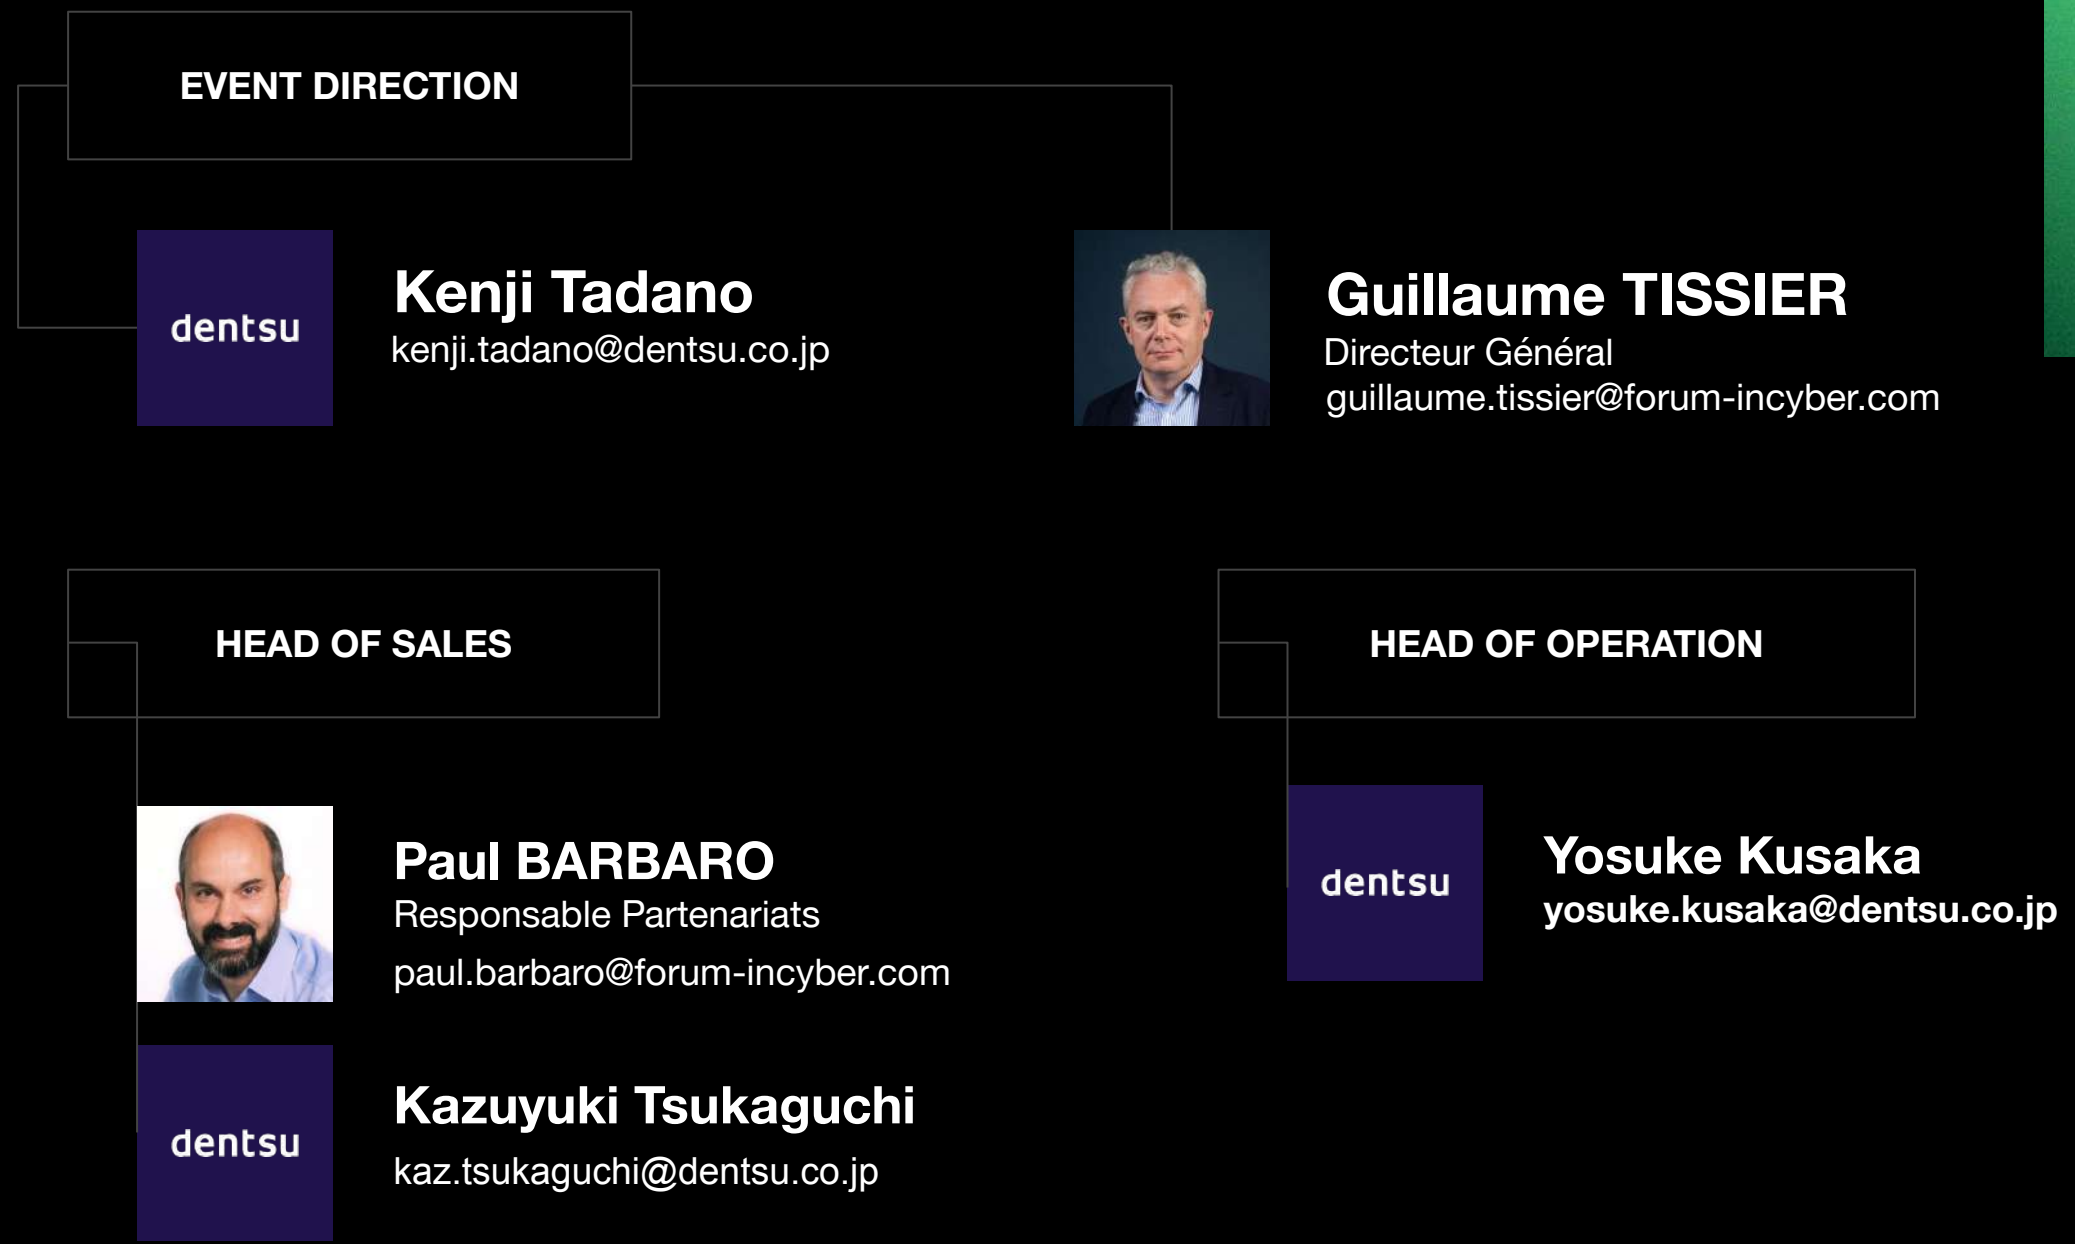 EVENT DIRECTION
dentsu
Kenji Tadano
kenji.tadano@dentsu.co.jp
Guillaume TISSIER
Directeur Général
guillaume.tissier@forum-incyber.com
HEAD OF SALES
Paul BARBARO
Responsable Partenariats
paul.barbaro@forum-incyber.com
dentsu
Kazuyuki Tsukaguchi
kaz.tsukaguchi@dentsu.co.jp
HEAD OF OPERATION
dentsu
Yosuke Kusaka
yosuke.kusaka@dentsu.co.jp